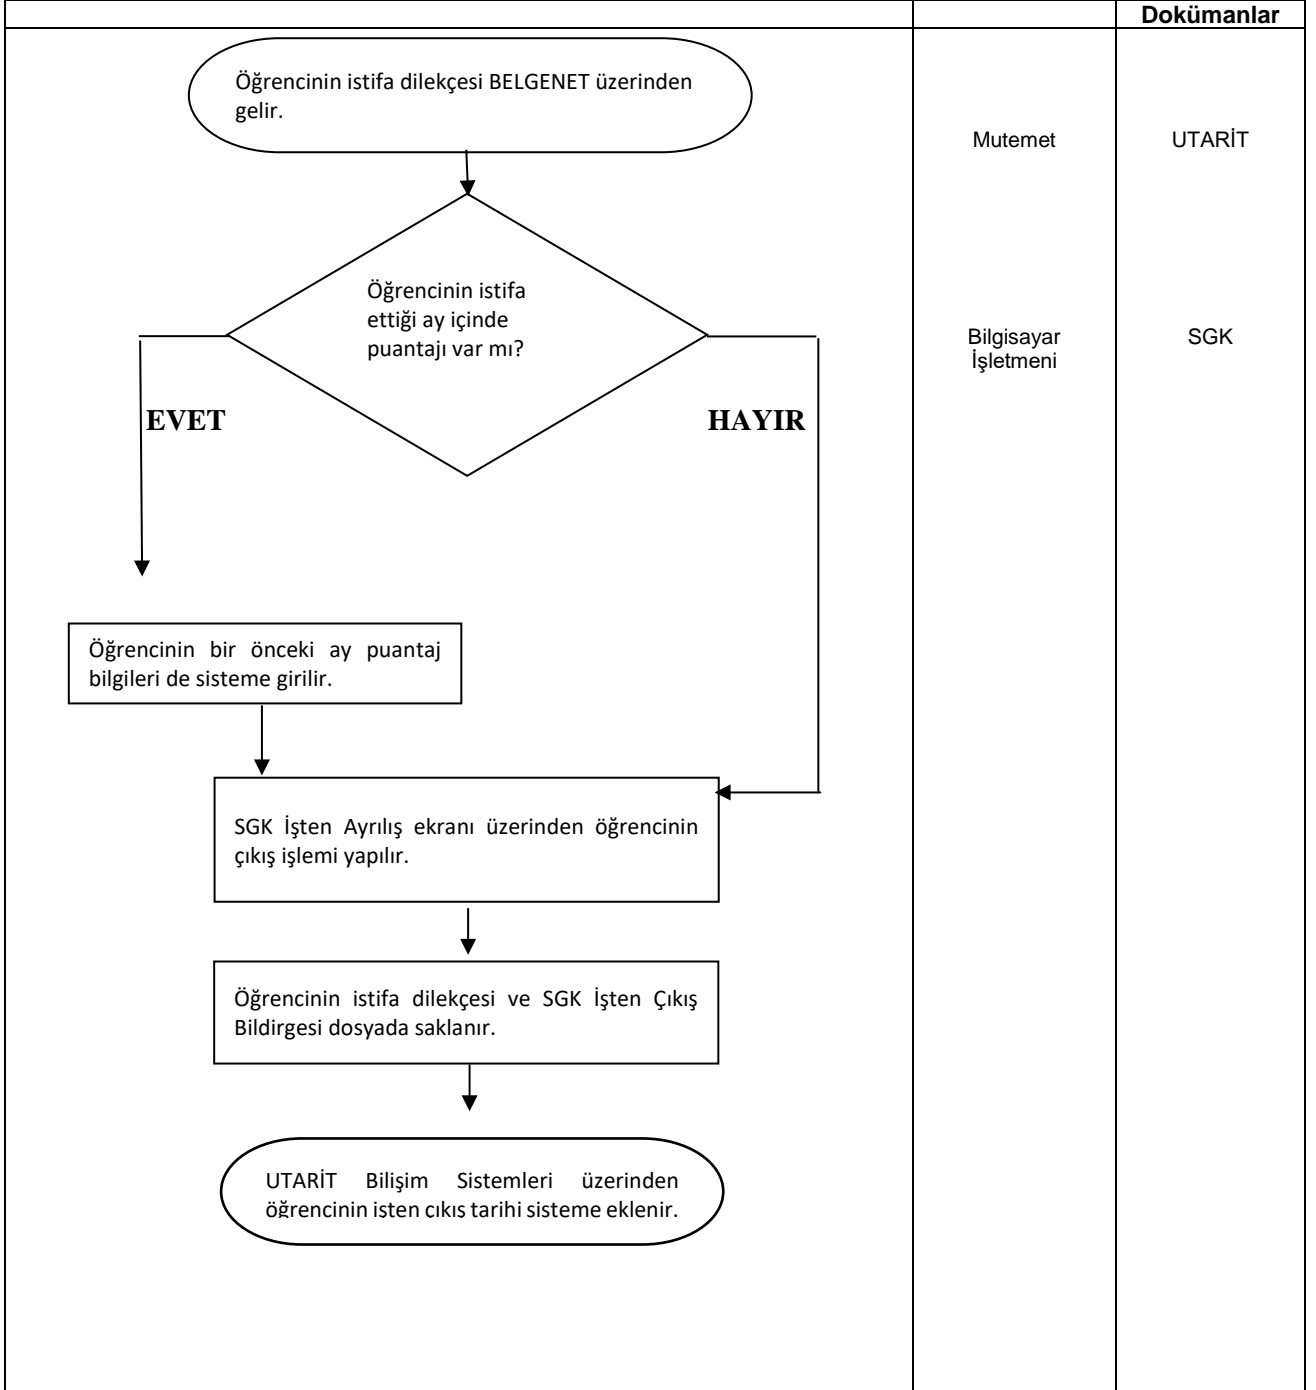 Dokümanlar
Öğrencinin istifa dilekçesi BELGENET üzerinden
gelir.
Mutemet
UTARİT
Öğrencinin istifa
ettiği ay içinde
puantajı var mı?
Bilgisayar
İşletmeni
SGK
EVET
HAYIR
Öğrencinin bir önceki ay puantaj
bilgileri de sisteme girilir.
SGK İşten Ayrılış ekranı üzerinden öğrencinin
çıkış işlemi yapılır.
Öğrencinin istifa dilekçesi ve SGK İşten Çıkış
Bildirgesi dosyada saklanır.
UTARİT Bilişim Sistemleri üzerinden
öğrencinin işten çıkış tarihi sisteme eklenir.